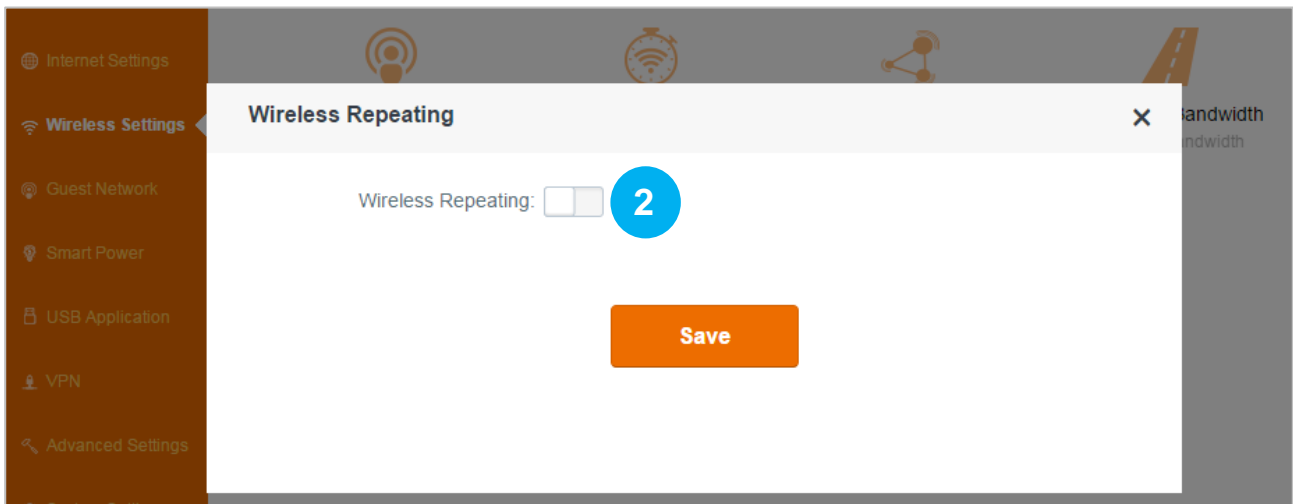 Internet Settings
Wireless Settings
Wireless Repeating
Bandwidth
ndwidth
Guest Network
Wireless Repeating:
2
Smart Power
USB Application
Save
VPN
Advanced Settings